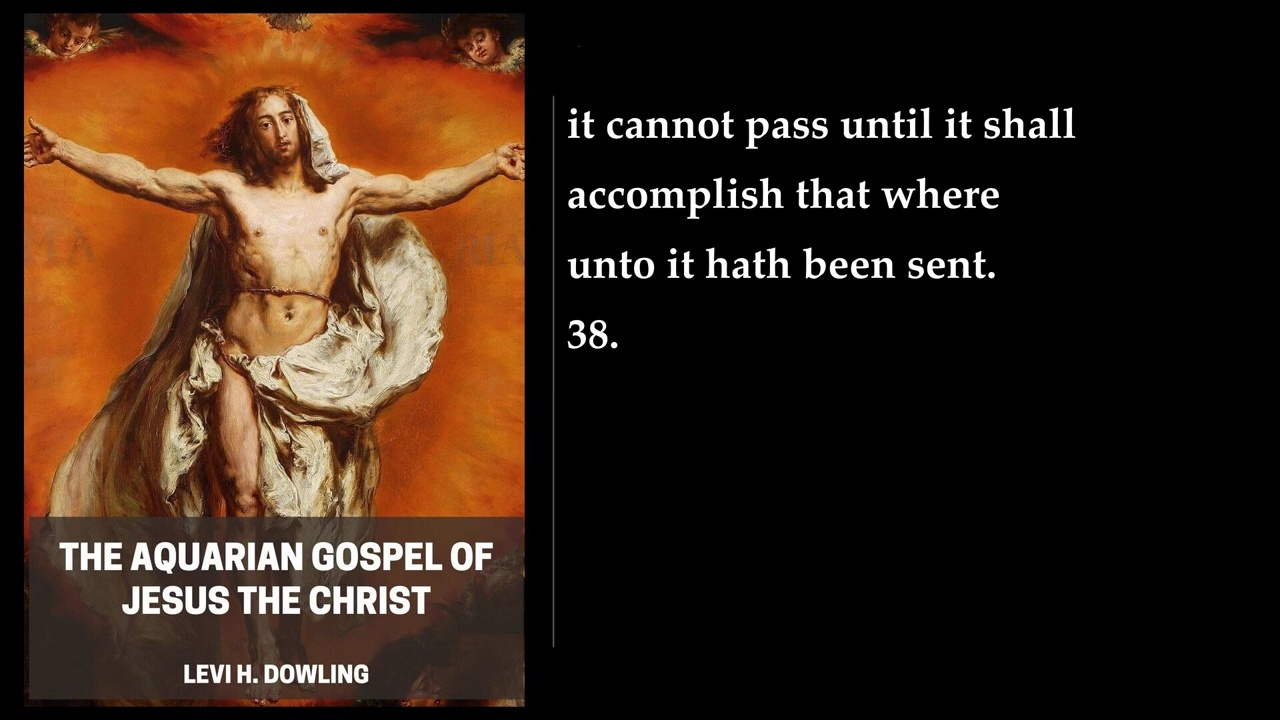 it cannot pass until it shall
accomplish that where
unto it hath been sent.
38.
THE AQUARIAN GOSPEL OF
JESUS THE CHRIST
LEVI H. DOWLING